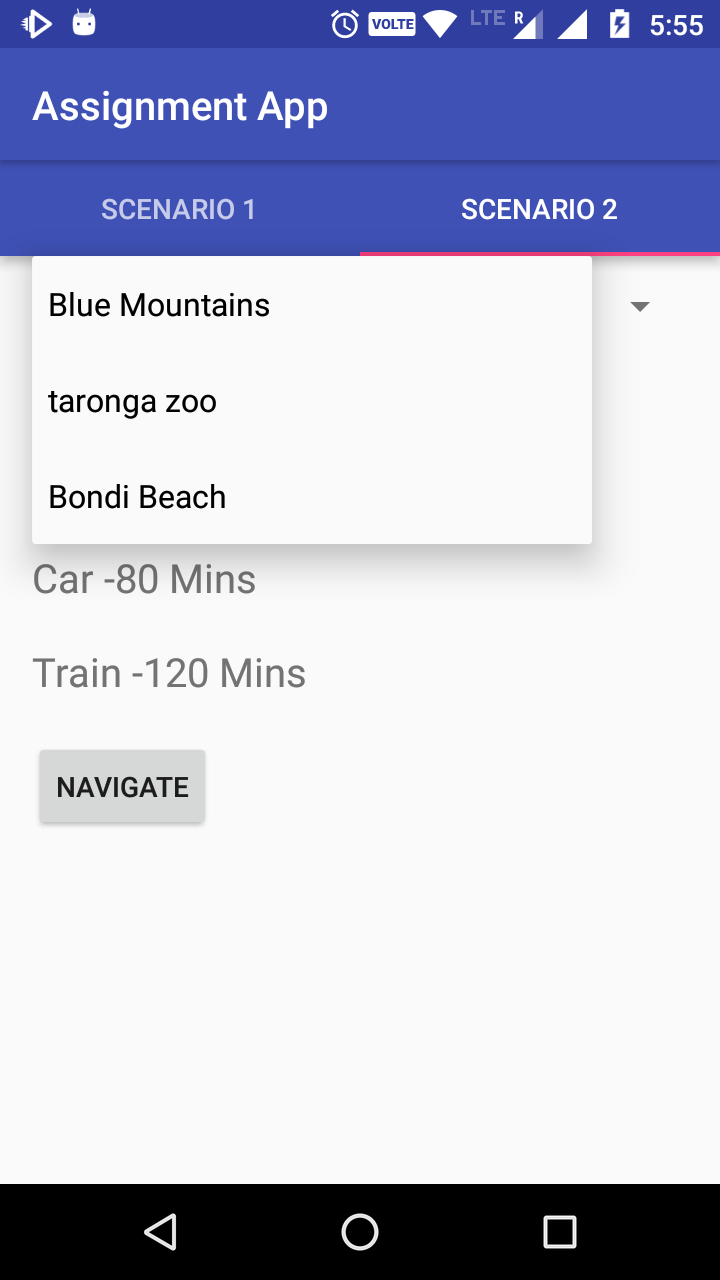 VOLTE LTE R 5:55
Assignment App
SCENARIO 1 SCENARIO 2
Blue Mountains
taronga zoo
Bondi Beach
Car -80 Mins
Train -120 Mins
NAVIGATE